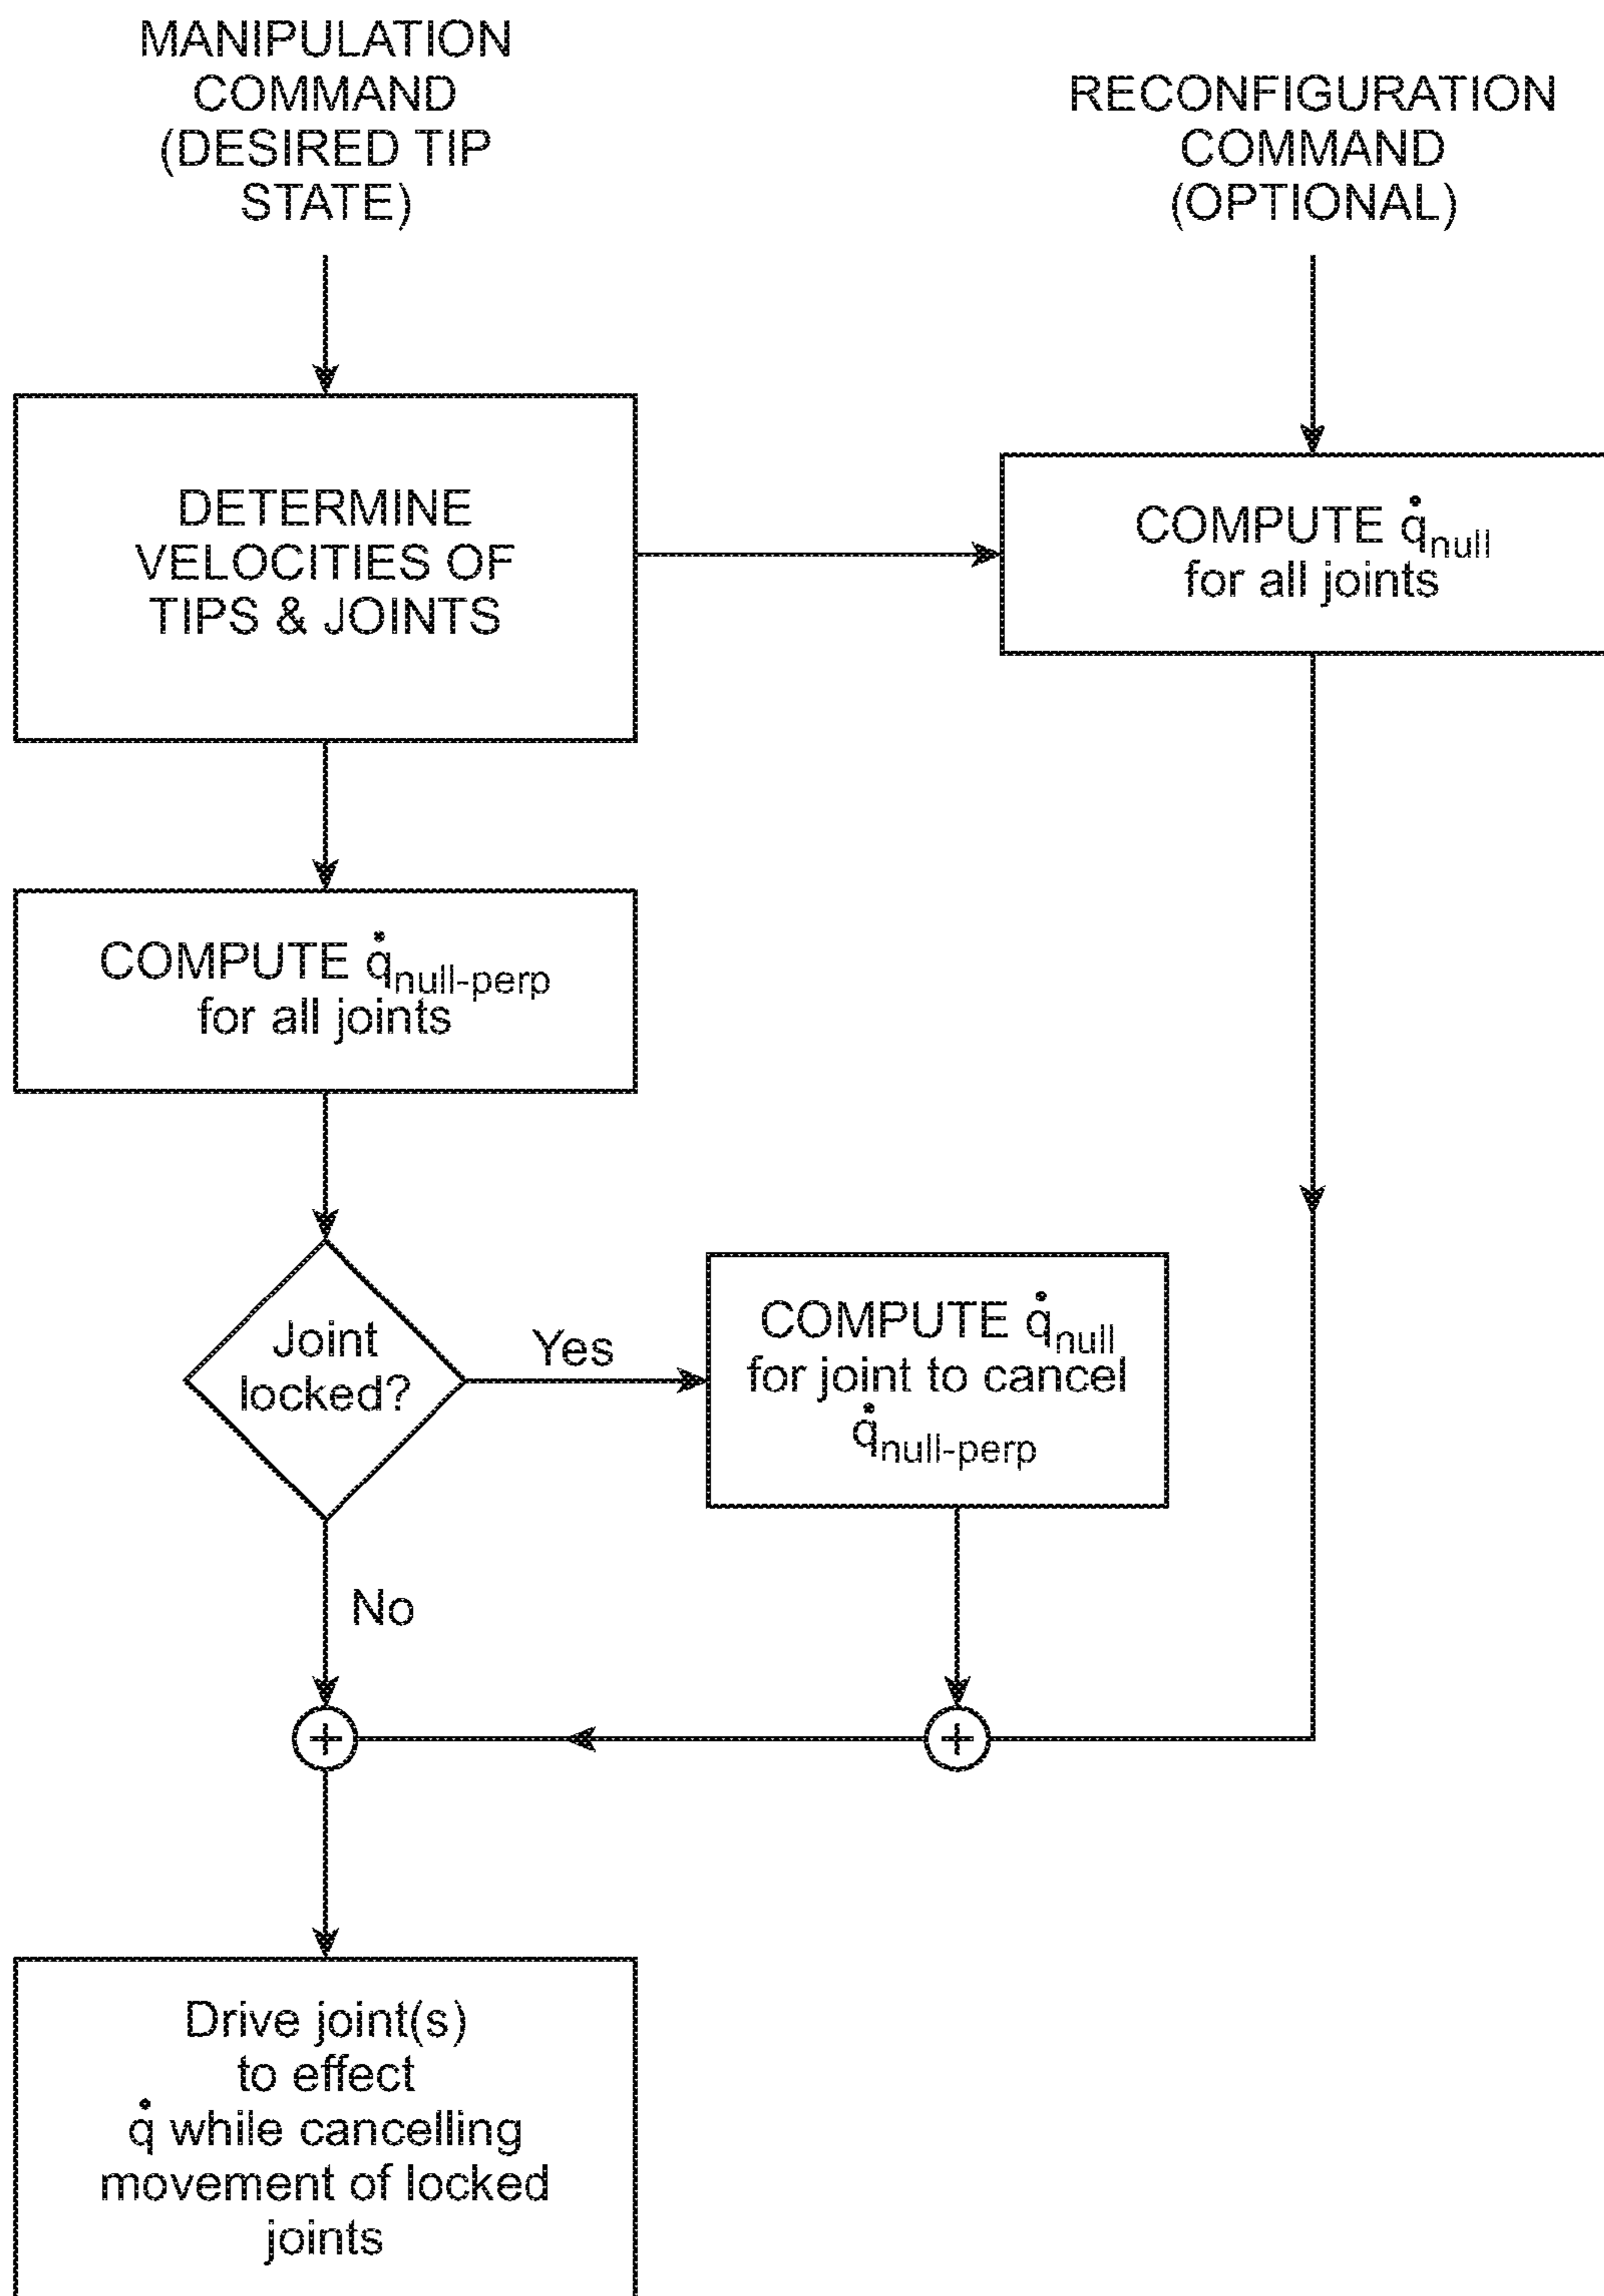 MANIPULATION
COMMAND
(DESIRED TIP
STATE)
RECONFIGURATION
COMMAND
(OPTIONAL)
DETERMINE
VELOCITIES OF
TIPS & JOINTS
COMPUTE q̇null
for all joints
COMPUTE q̇null-perp
for all joints
Joint
locked?
Yes
COMPUTE q̇null
for joint to cancel
q̇null-perp
No
+
+
Drive joint(s)
to effect
q̇ while cancelling
movement of locked
joints